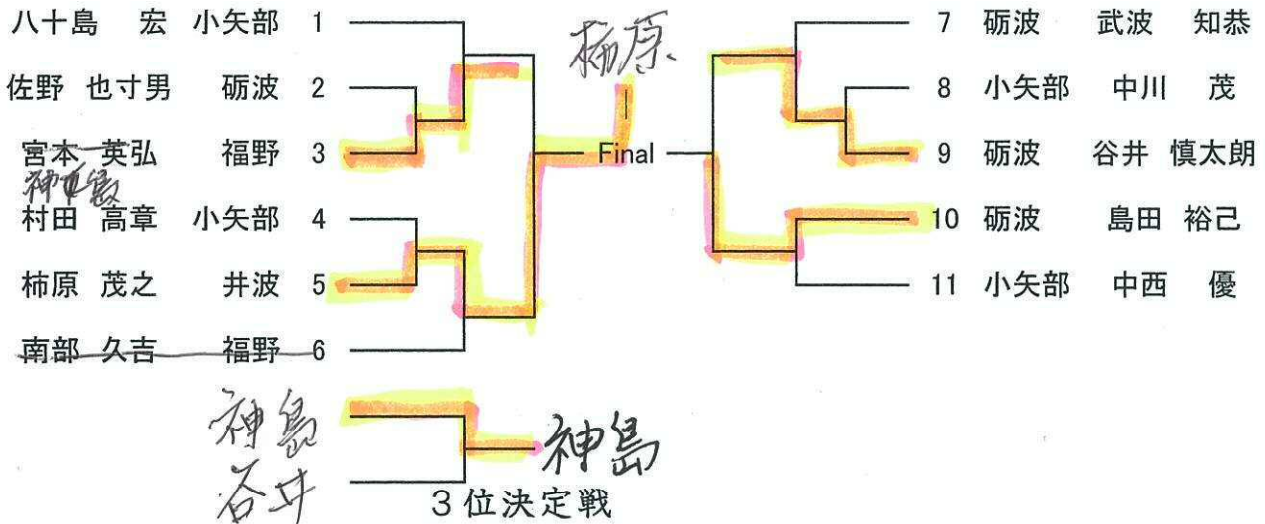 八十島 宏 小矢部 1
佐野 也寸男 砺波 2
宮本 英弘 福野 3
神島
村田 高章 小矢部 4
柿原 茂之 井波 5
南部 久吉 福野 6
柿原
Final
7 砺波 武波 知恭
8 小矢部 中川 茂
9 砺波 谷井 慎太朗
10 砺波 島田 裕己
11 小矢部 中西 優
神島
谷井
神島
3位決定戦